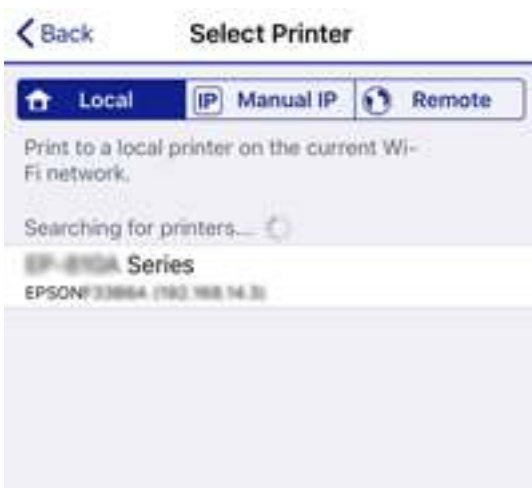 Back
Select Printer
Local
IP Manual IP
Remote
Print to a local printer on the current Wi-
Fi network.
Searching for printers...
Series
EPSON